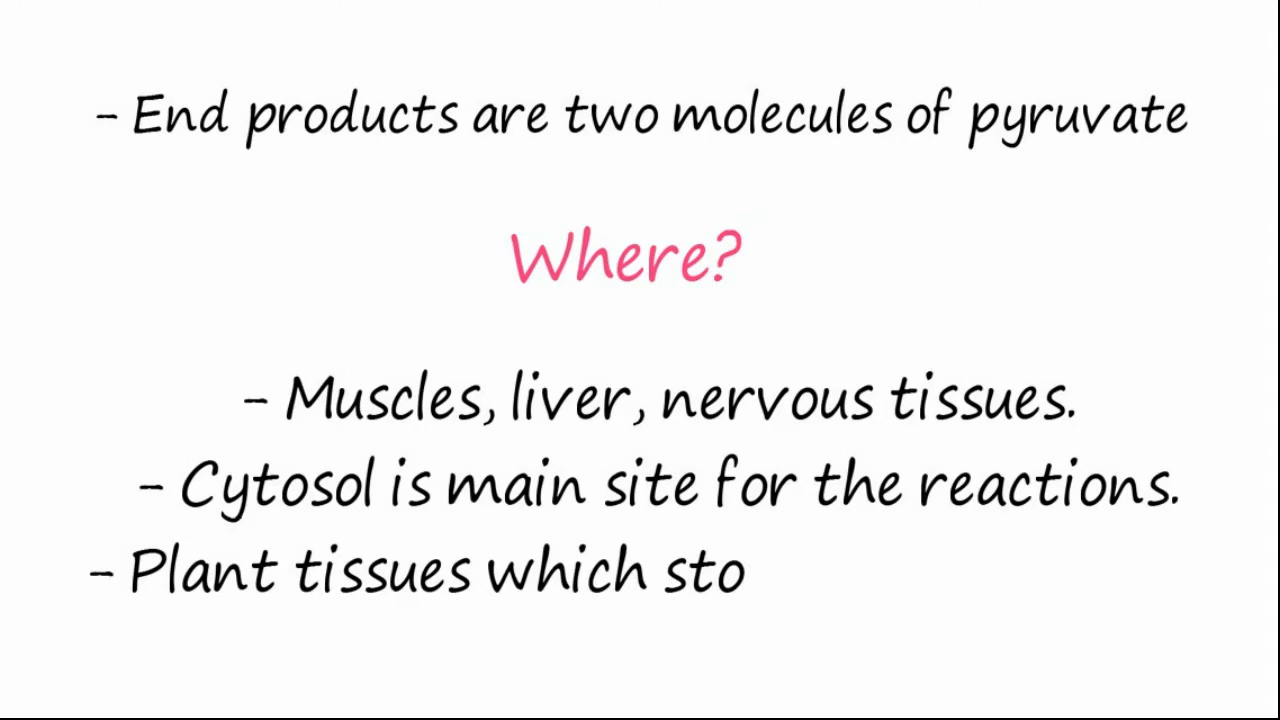 - End products are two molecules of pyruvate
Where?
- Muscles, liver, nervous tissues.
- Cytosol is main site for the reactions.
- Plant tissues which sto